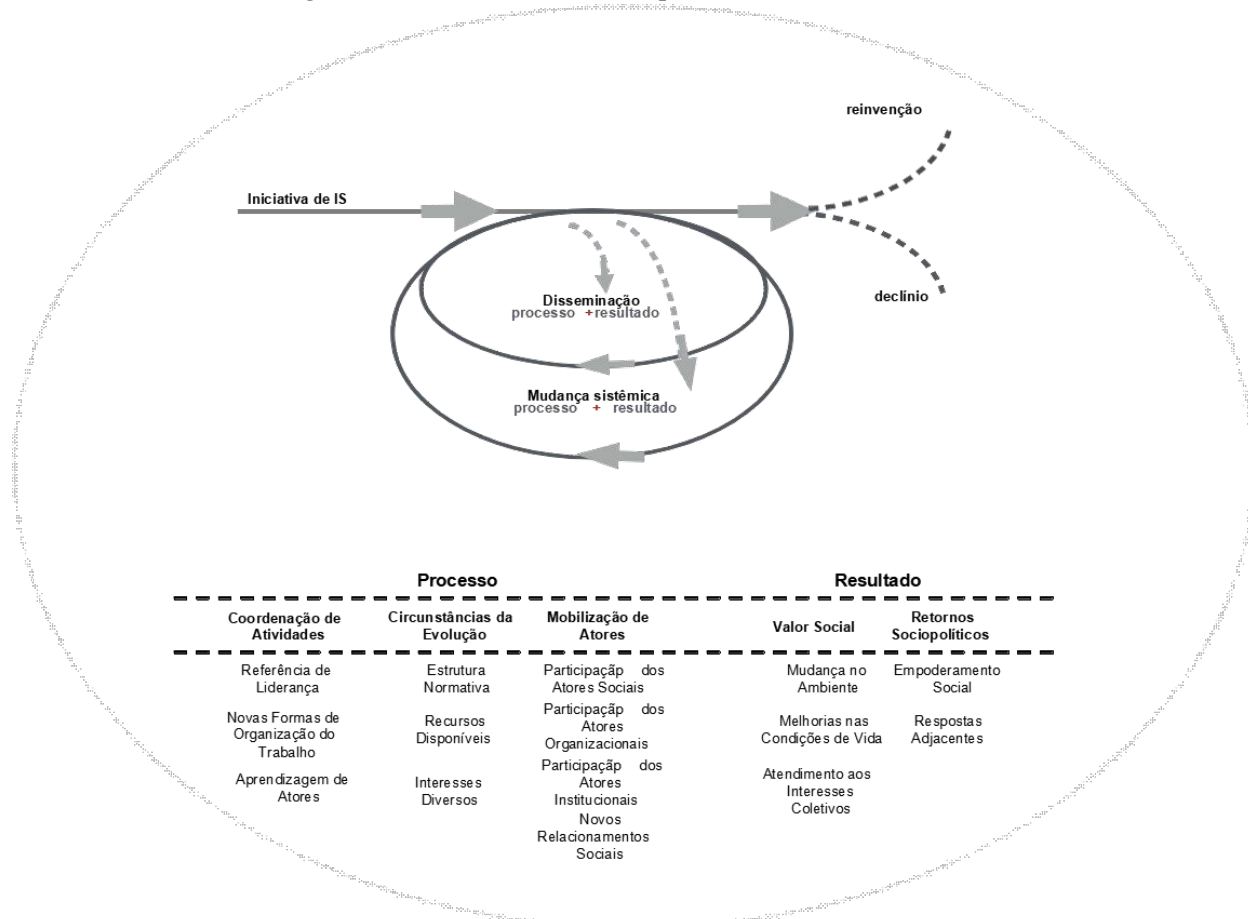 reinvenção
Iniciativa de IS
declínio
Disseminação
processo +resultado
Mudança sistêmica
processo + resultado
Processo
Resultado
Coordenação de
Atividades
Circunstâncias da
Evolução
Mobilização de
Atores
Valor Social
Retornos
Sociopolíticos
Referência de
Liderança
Novas Formas de
Organização do
Trabalho
Aprendizagem de
Atores
Estrutura
Normativa
Recursos
Disponíveis
Interesses
Diversos
Participaçãp dos
Atores Sociais
Participaçãp dos
Atores
Organizacionais
Participaçãp dos
Atores
Institucionais
Novos
Relacionamentos
Sociais
Mudança no
Ambiente
Melhorias nas
Condições de Vida
Atendimento aos
Interesses
Coletivos
Empoderamento
Social
Respostas
Adjacentes